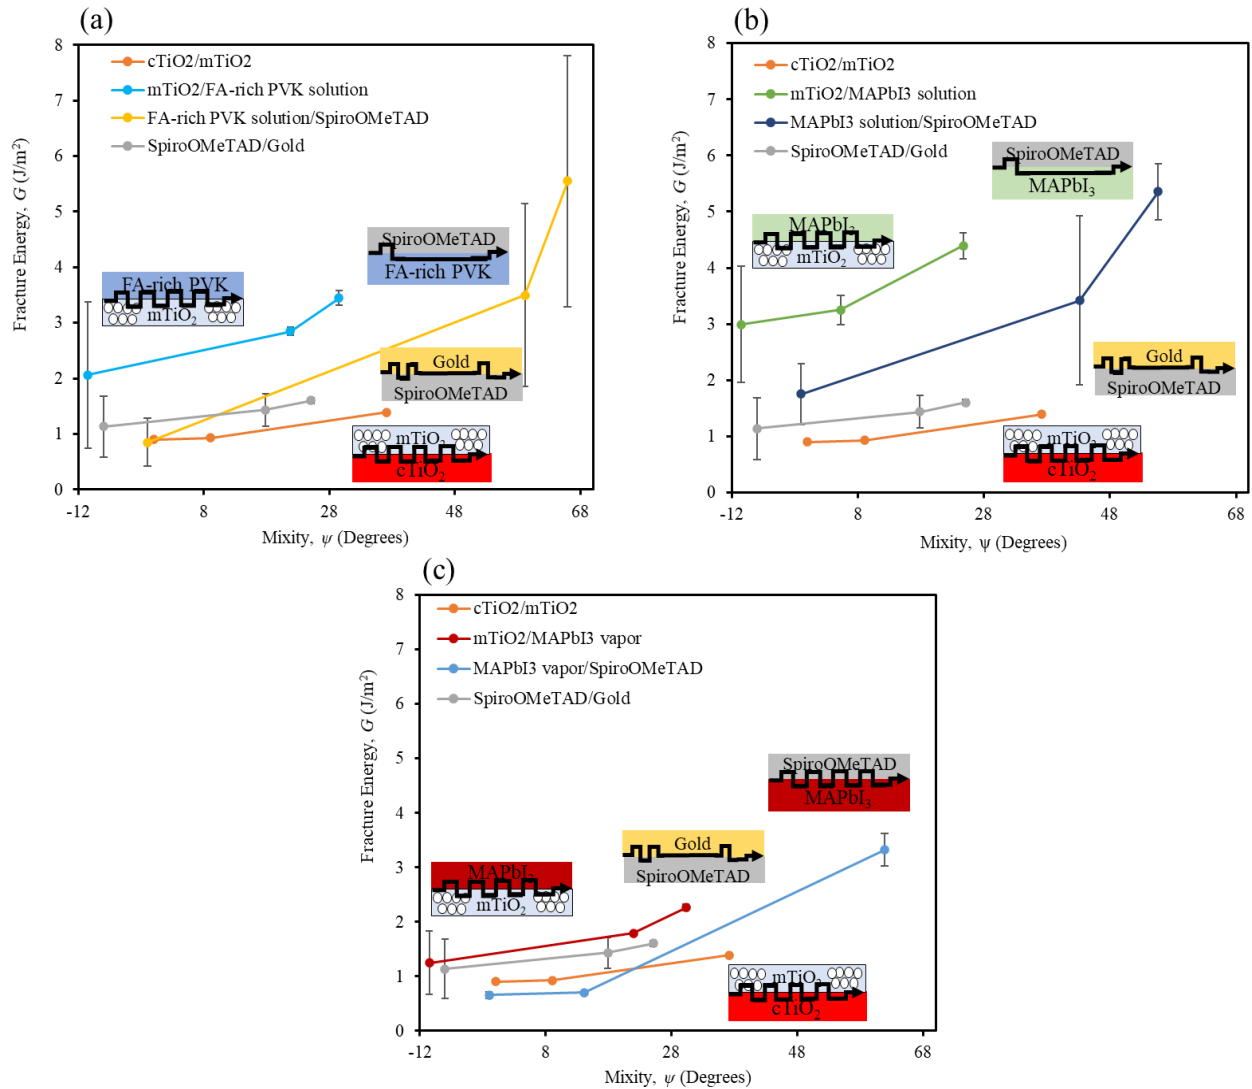 (a)
8
7
6
5
4
3
2
1
0
Fracture Energy, G (J/m²)
cTiO2/mTiO2
mTiO2/FA-rich PVK solution
FA-rich PVK solution/SpiroOMeTAD
SpiroOMeTAD/Gold
SpiroOMeTAD
FA-rich PVK
FA-rich PVK
mTiO₂
Gold
SpiroOMeTAD
mTiO₂
cTiO₂
-12 8 28 48 68
Mixity, ψ (Degrees)
(b)
8
7
6
5
4
3
2
1
0
Fracture Energy, G (J/m²)
cTiO2/mTiO2
mTiO2/MAPbI3 solution
MAPbI3 solution/SpiroOMeTAD
SpiroOMeTAD/Gold
SpiroOMeTAD
MAPbI₃
MAPbI₃
mTiO₂
Gold
SpiroOMeTAD
mTiO₂
cTiO₂
-12 8 28 48 68
Mixity, ψ (Degrees)
(c)
8
7
6
5
4
3
2
1
0
Fracture Energy, G (J/m²)
cTiO2/mTiO2
mTiO2/MAPbI3 vapor
MAPbI3 vapor/SpiroOMeTAD
SpiroOMeTAD/Gold
SpiroOMeTAD
MAPbI₃
Gold
SpiroOMeTAD
MAPbI₃
mTiO₂
mTiO₂
cTiO₂
-12 8 28 48 68
Mixity, ψ (Degrees)